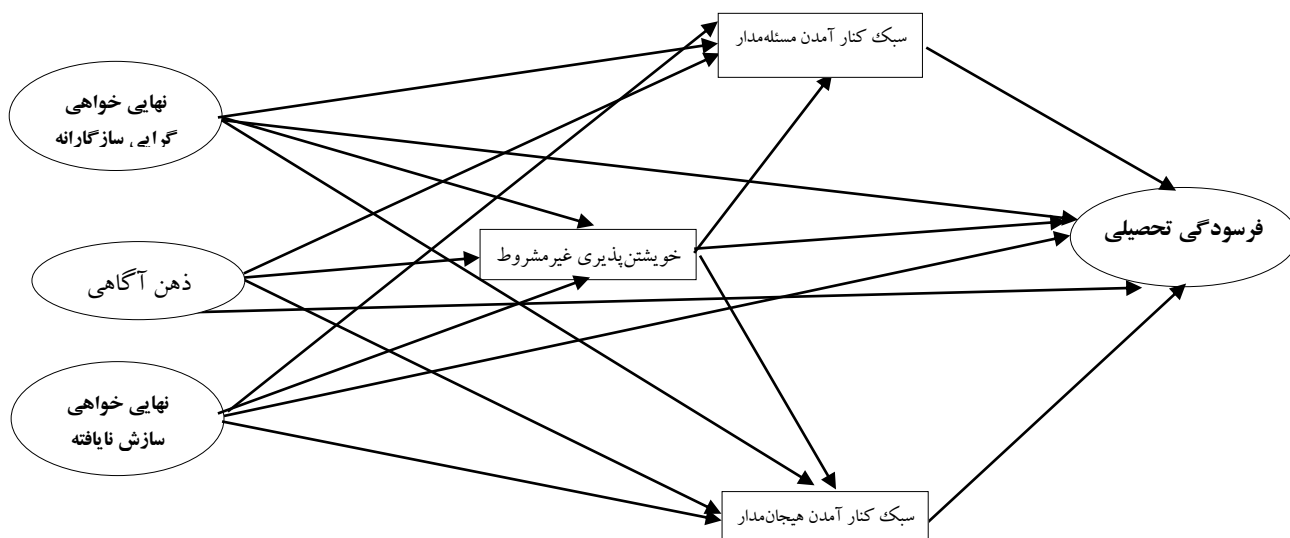 سبک کنار آمدن مسئله‌مدار
نهایی خواهی
گرایی سازگارانه
فرسودگی تحصیلی
خویشتن‌پذیری غیرمشروط
ذهن آگاهی
نهایی خواهی
سازش نایافته
سبک کنار آمدن هیجان‌مدار